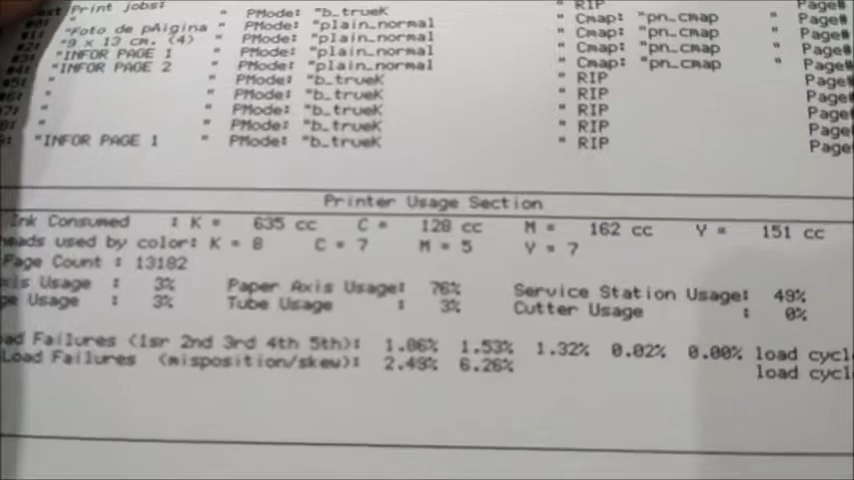 Print jobs: " PMode: "b_trueK " RIP Page#
"Foto de pAigina " PMode: "plain_normal " Cmap: "pn_cmap " Page#
"9 x 13 cm. (4) " PMode: "plain_normal " Cmap: "pn_cmap " Page#
"INFOR PAGE 1 " PMode: "plain_normal " Cmap: "pn_cmap " Page#
"INFOR PAGE 2 " PMode: "plain_normal " Cmap: "pn_cmap " Page#
" " PMode: "b_trueK " RIP Page#
" " PMode: "b_trueK " RIP Page#
" " PMode: "b_trueK " RIP Page#
" " PMode: "b_trueK " RIP Page#
"INFOR PAGE 1 " PMode: "b_trueK " RIP Page#
Printer Usage Section
Ink Consumed : K = 635 cc C = 128 cc M = 162 cc Y = 151 cc
heads used by color: K = 8 C = 7 M = 5 Y = 7
Page Count : 13182
xis Usage : 3% Paper Axis Usage: 76% Service Station Usage: 49%
ge Usage : 3% Tube Usage : 3% Cutter Usage : 0%
ad Failures (1sr 2nd 3rd 4th 5th): 1.06% 1.53% 1.32% 0.02% 0.00% load cycl
Load Failures (misposition/skew): 2.49% 6.26% load cycl